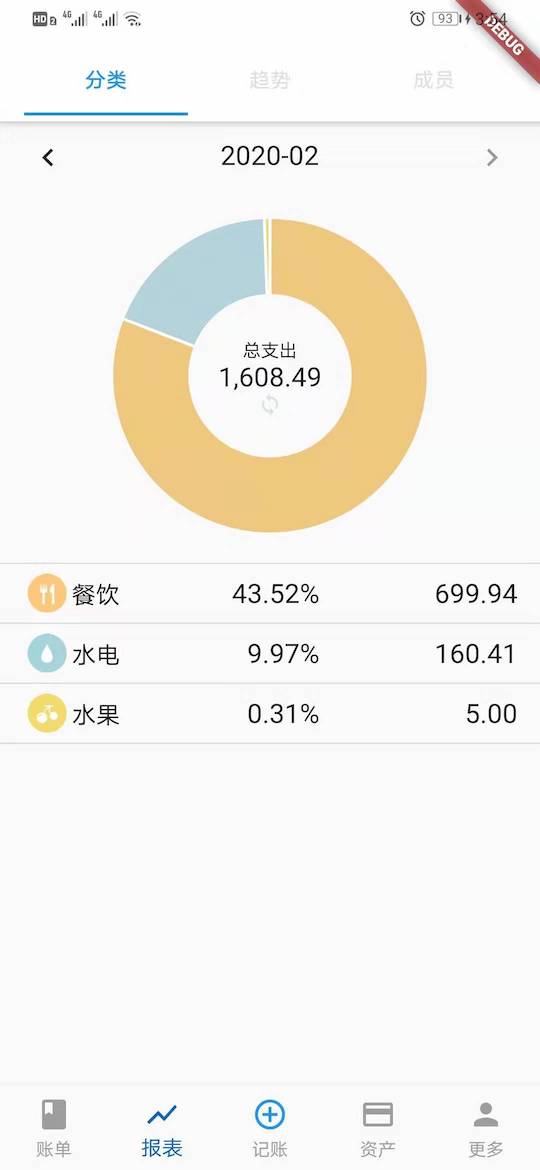 HD 2 4G 4G 93 3:54
DEBUG
分类 趋势 成员
2020-02
总支出
1,608.49
餐饮 43.52% 699.94
水电 9.97% 160.41
水果 0.31% 5.00
账单 报表 记账 资产 更多